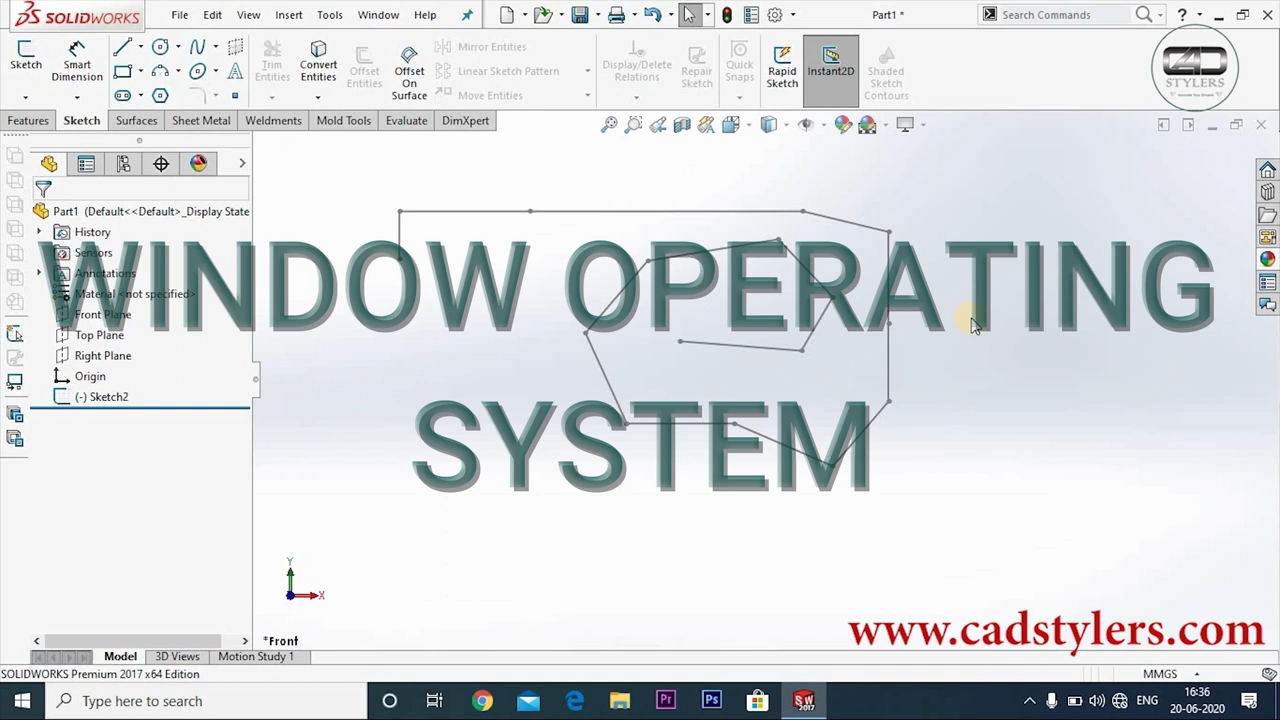 SOLIDWORKS File Edit View Insert Tools Window Help Part1 * Search Commands ?
Sketch Smart Dimension Trim Entities Convert Entities Offset Entities Offset On Surface Mirror Entities Linear Sketch Pattern Move Entities Display/Delete Relations Repair Sketch Quick Snaps Rapid Sketch Instant2D Shaded Sketch Contours
STYLERS
Features Sketch Surfaces Sheet Metal Weldments Mold Tools Evaluate DimXpert
Part1 (Default<<Default>_Display State
History
Sensors
Annotations
Material <not specified>
Front Plane
Top Plane
Right Plane
Origin
(-) Sketch2
WINDOW OPERATING
SYSTEM
Y
X
*Front
www.cadstylers.com
Model 3D Views Motion Study 1
SOLIDWORKS Premium 2017 x64 Edition MMGS
Type here to search Pr Ps SW 2017 ENG 16:36
20-06-2020